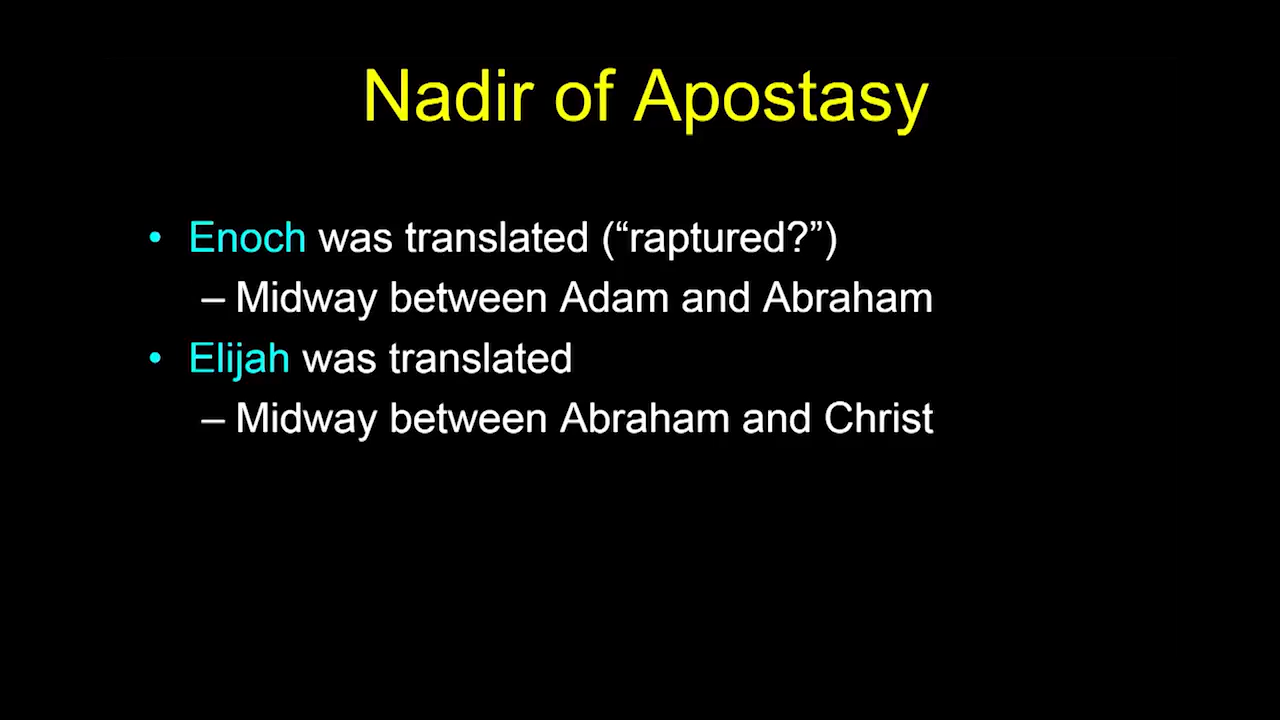 Nadir of Apostasy
• Enoch was translated (“raptured?”)
– Midway between Adam and Abraham
• Elijah was translated
– Midway between Abraham and Christ